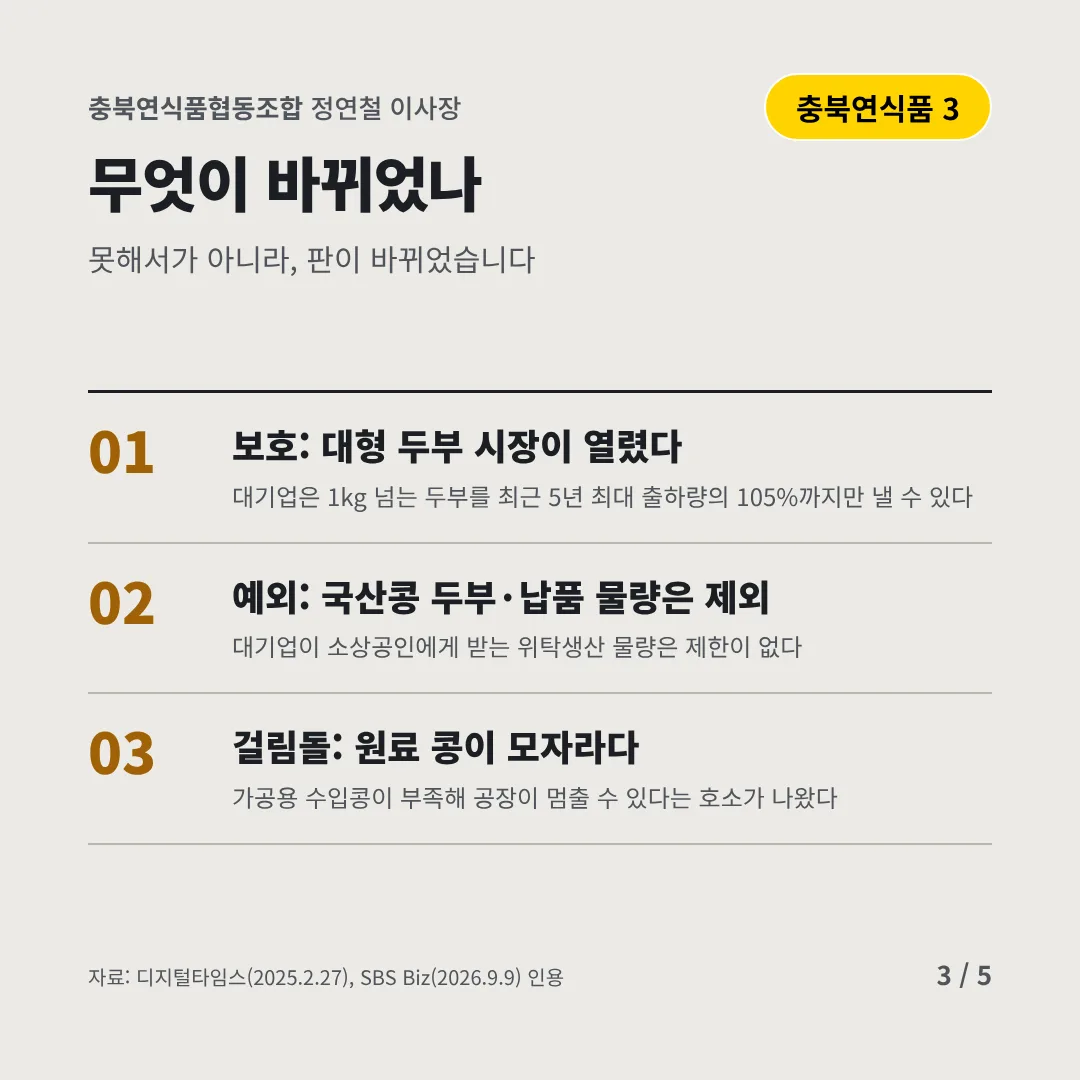 충북연식품협동조합 정연철 이사장
충북연식품 3
무엇이 바뀌었나
못해서가 아니라, 판이 바뀌었습니다
01
보호: 대형 두부 시장이 열렸다
대기업은 1kg 넘는 두부를 최근 5년 최대 출하량의 105%까지만 낼 수 있다
02
예외: 국산콩 두부·납품 물량은 제외
대기업이 소상공인에게 받는 위탁생산 물량은 제한이 없다
03
걸림돌: 원료 콩이 모자라다
가공용 수입콩이 부족해 공장이 멈출 수 있다는 호소가 나왔다
자료: 디지털타임스(2025.2.27), SBS Biz(2026.9.9) 인용
3 / 5